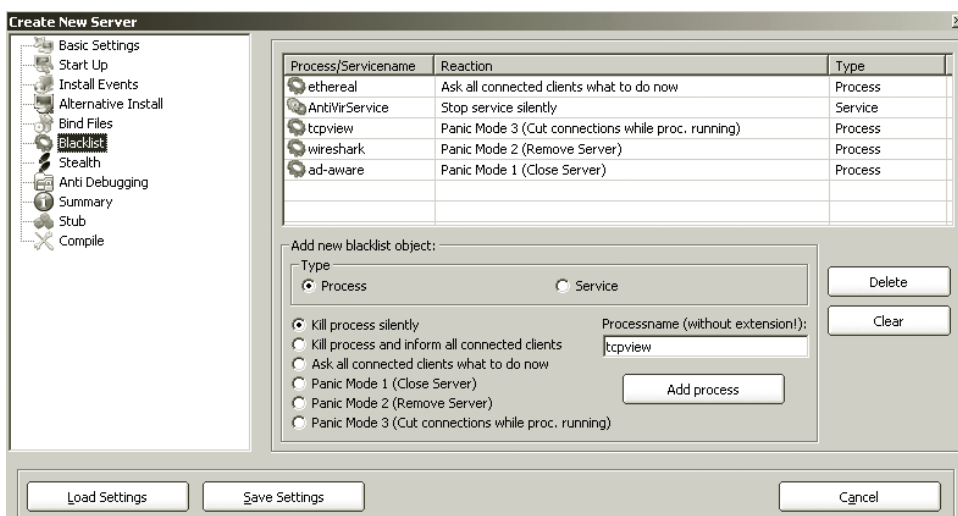 Create New Server
Basic Settings
Start Up
Install Events
Alternative Install
Bind Files
Blacklist
Stealth
Anti Debugging
Summary
Stub
Compile
Process/Servicename Reaction Type
ethereal Ask all connected clients what to do now Process
AntiVirService Stop service silently Service
tcpview Panic Mode 3 (Cut connections while proc. running) Process
wireshark Panic Mode 2 (Remove Server) Process
ad-aware Panic Mode 1 (Close Server) Process
Add new blacklist object:
Type
Process Service
Kill process silently
Kill process and inform all connected clients
Ask all connected clients what to do now
Panic Mode 1 (Close Server)
Panic Mode 2 (Remove Server)
Panic Mode 3 (Cut connections while proc. running)
Processname (without extension!):
tcpview
Add process
Delete
Clear
Load Settings Save Settings Cancel